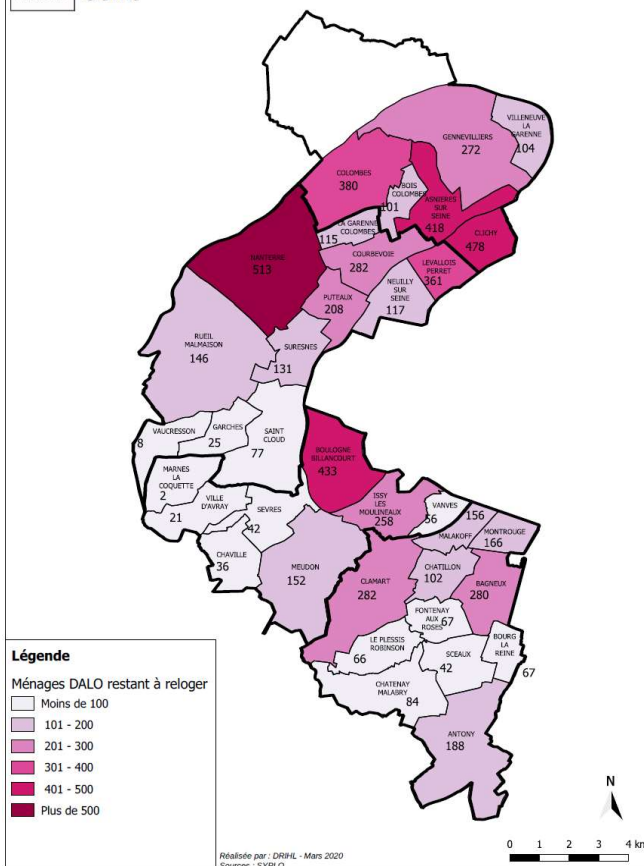 VILLENEUVE
LA
GARENNE
104
GENNEVILLIERS
272
COLOMBES
380
BOIS
COLOMBES
101
ASNIERES
SUR
SEINE
418
CLICHY
478
LA GARENNE
COLOMBES
115
COURBEVOIE
282
LEVALLOIS
PERRET
361
NANTERRE
513
NEUILLY
SUR
SEINE
117
PUTEAUX
208
RUEIL
MALMAISON
146
SURESNES
131
VAUCRESSON
8
GARCHES
25
SAINT
CLOUD
77
MARNES
LA
COQUETTE
2
VILLE
D'AVRAY
21
SEVRES
42
CHAVILLE
36
BOULOGNE
BILLANCOURT
433
ISSY
LES
MOULINEAUX
258
VANVES
56
156
MALAKOFF
MONTROUGE
166
MEUDON
152
CLAMART
282
CHATILLON
102
BAGNEUX
280
FONTENAY
AUX
ROSES
67
LE PLESSIS
ROBINSON
66
SCEAUX
42
BOURG
LA
REINE
67
CHATENAY
MALABRY
84
ANTONY
188
Légende
Ménages DALO restant à reloger
Moins de 100
101 - 200
201 - 300
301 - 400
401 - 500
Plus de 500
Réalisée par : DRIHL - Mars 2020
Sources : SYPLO
N
0 1 2 3 4 km